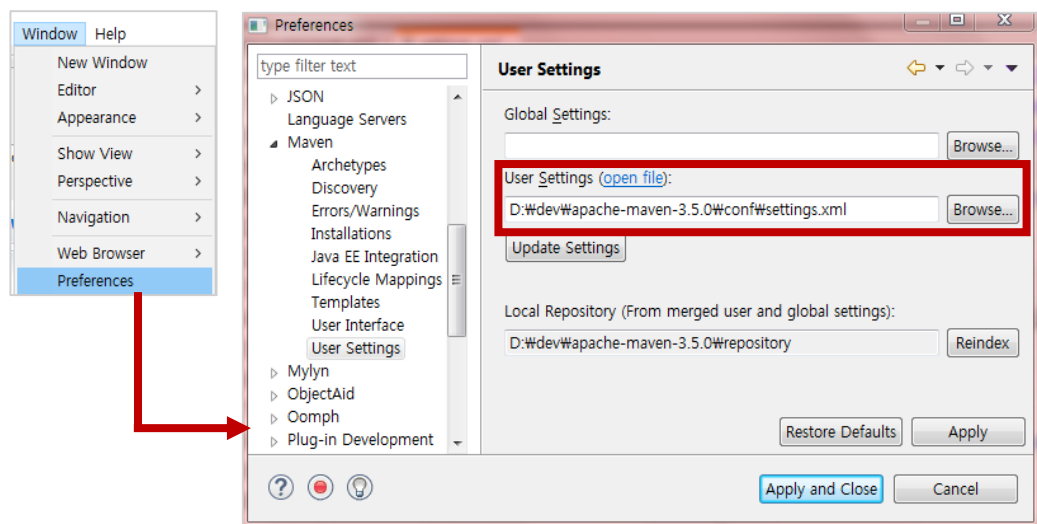 Window Help
New Window
Editor
Appearance
Show View
Perspective
Navigation
Web Browser
Preferences
Preferences
type filter text
JSON
Language Servers
Maven
Archetypes
Discovery
Errors/Warnings
Installations
Java EE Integration
Lifecycle Mappings
Templates
User Interface
User Settings
Mylyn
ObjectAid
Oomph
Plug-in Development
User Settings
Global Settings:
Browse...
User Settings (open file):
D:₩dev₩apache-maven-3.5.0₩conf₩settings.xml Browse...
Update Settings
Local Repository (From merged user and global settings):
D:₩dev₩apache-maven-3.5.0₩repository Reindex
Restore Defaults Apply
Apply and Close Cancel